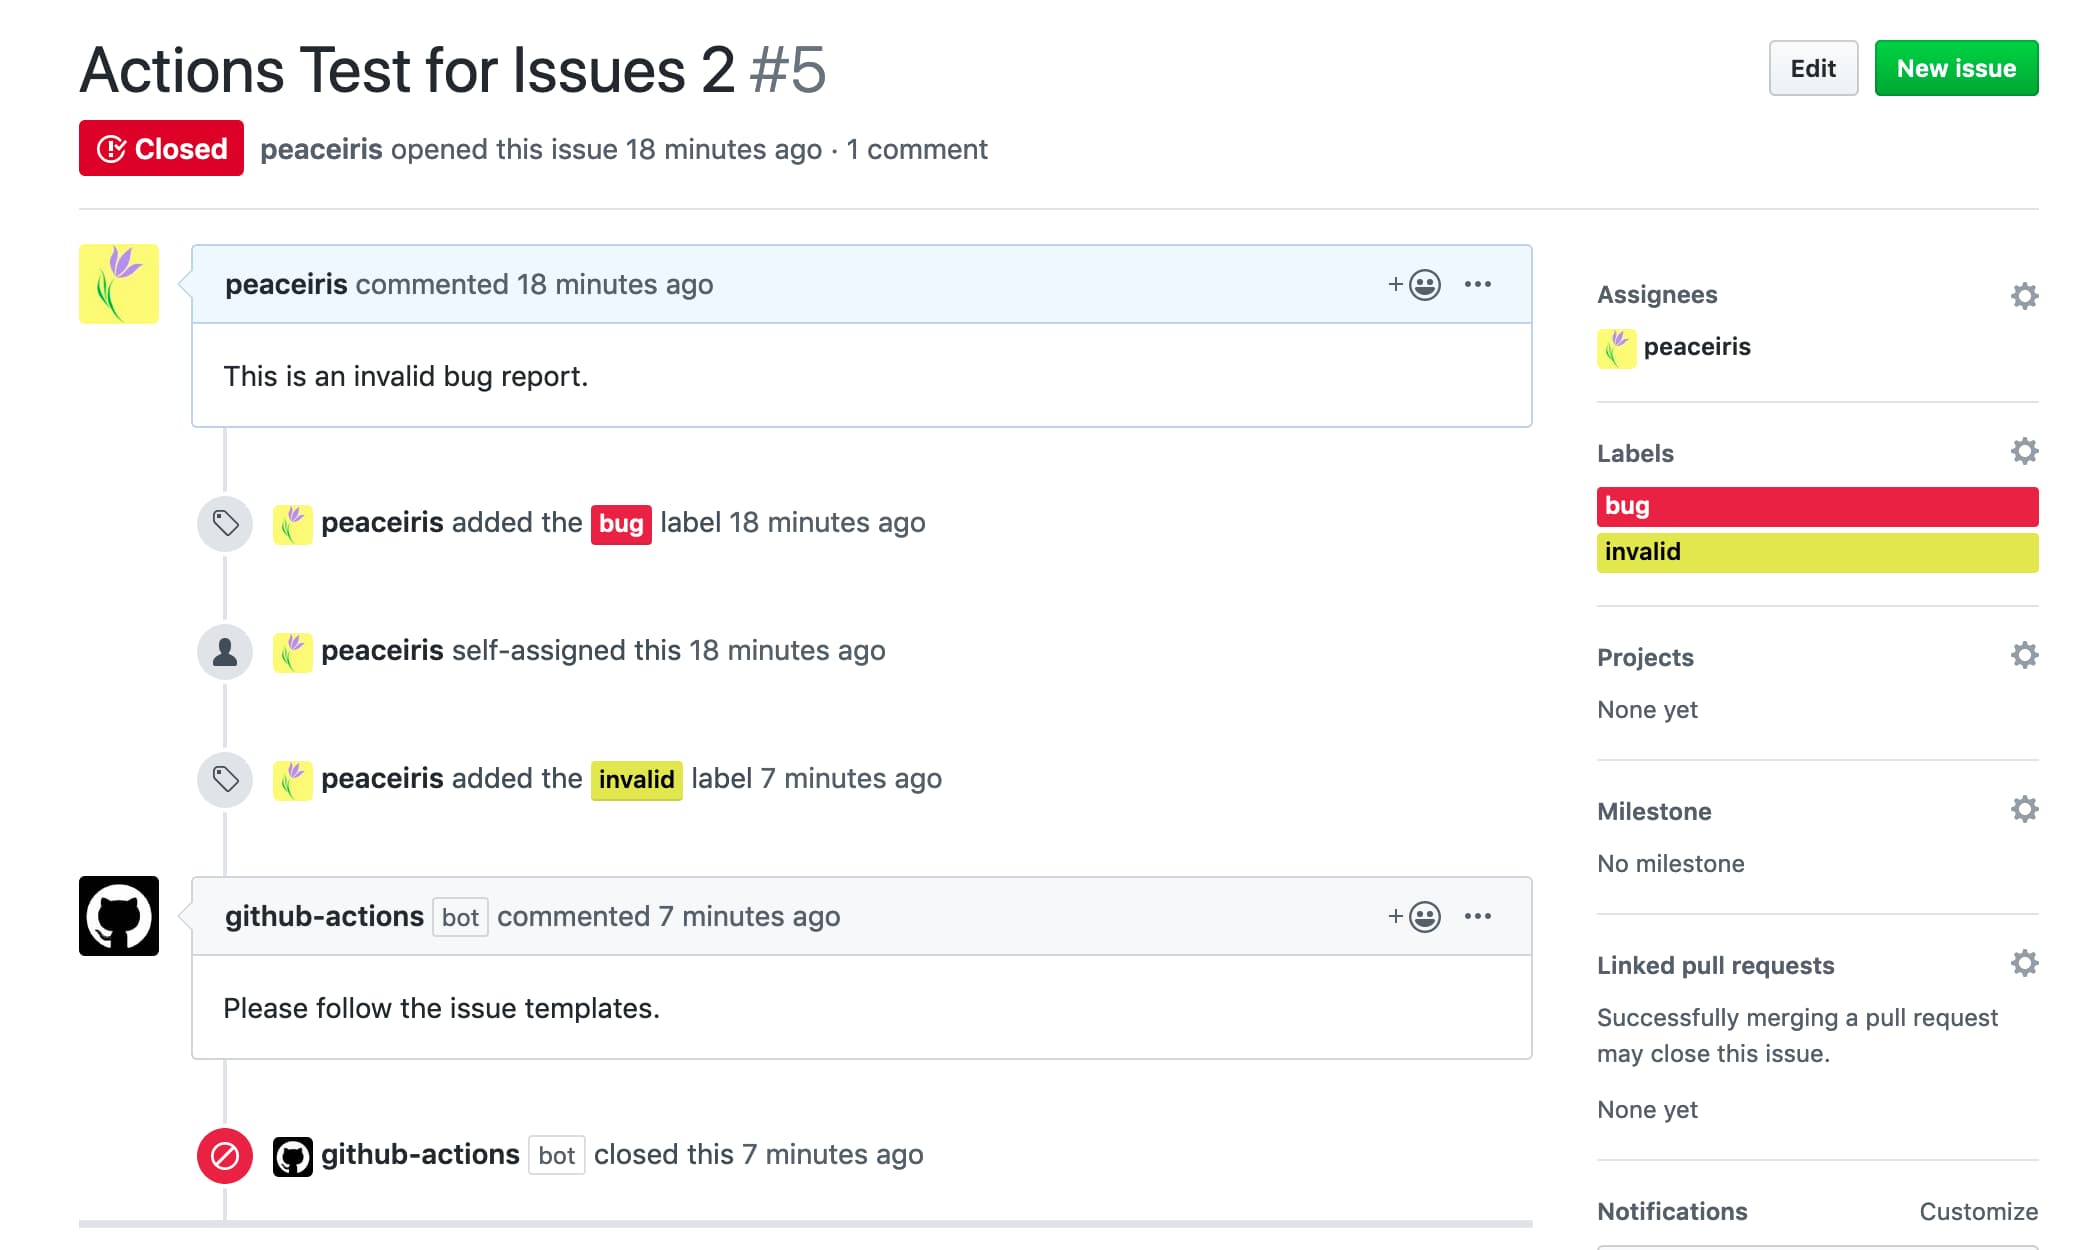 Actions Test for Issues 2 #5
Edit
New issue
Closed
peaceiris opened this issue 18 minutes ago · 1 comment
peaceiris commented 18 minutes ago
This is an invalid bug report.
peaceiris added the bug label 18 minutes ago
peaceiris self-assigned this 18 minutes ago
peaceiris added the invalid label 7 minutes ago
github-actions bot commented 7 minutes ago
Please follow the issue templates.
github-actions bot closed this 7 minutes ago
Assignees
peaceiris
Labels
bug
invalid
Projects
None yet
Milestone
No milestone
Linked pull requests
Successfully merging a pull request
may close this issue.
None yet
Notifications
Customize